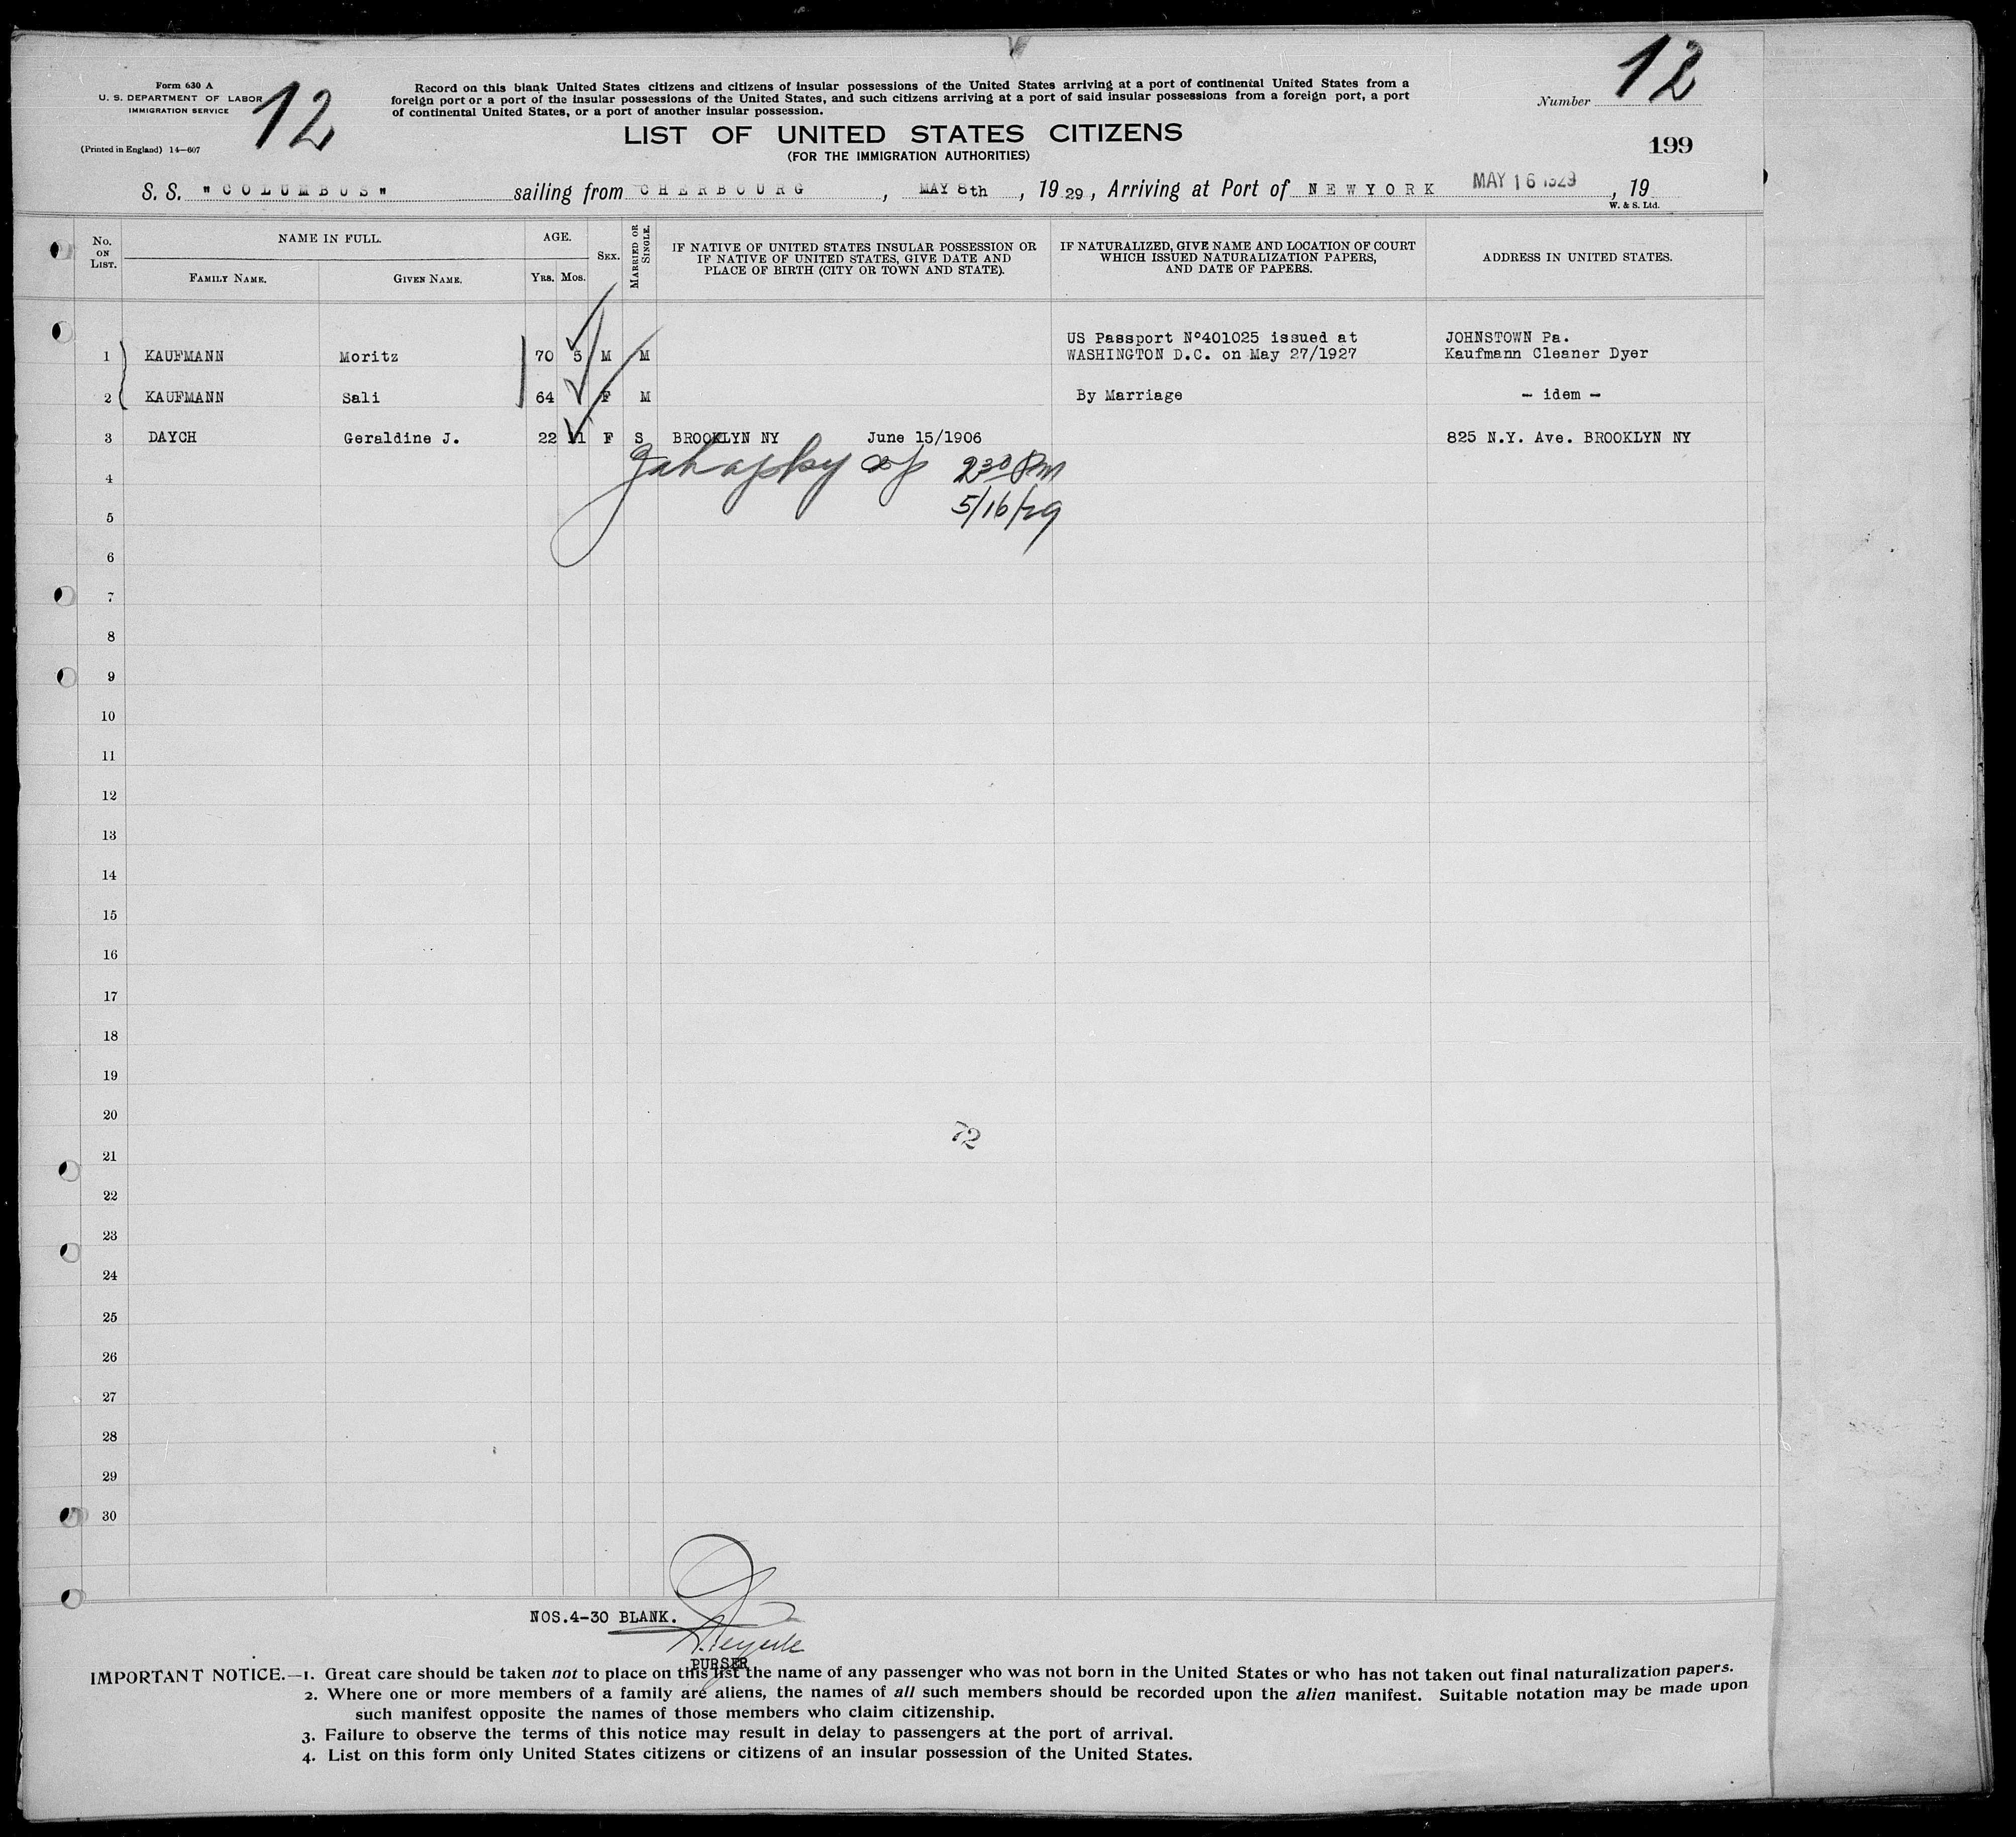 Form 630 A
U. S. DEPARTMENT OF LABOR
IMMIGRATION SERVICE
(Printed in England) 14—607
12
Record on this blank United States citizens and citizens of insular possessions of the United States arriving at a port of continental United States from a
foreign port or a port of the insular possessions of the United States, and such citizens arriving at a port of said insular possessions from a foreign port, a port
of continental United States, or a port of another insular possession.
Number 12
LIST OF UNITED STATES CITIZENS
(FOR THE IMMIGRATION AUTHORITIES)
199
S. S. "COLUMBUS" sailing from CHERBOURG, MAY 8th, 1929, Arriving at Port of NEWYORK MAY 16 1929, 19
W. & S. Ltd.
No. ON LIST.
NAME IN FULL.
FAMILY NAME. GIVEN NAME.
AGE.
YRS. MOS.
SEX.
MARRIED OR SINGLE.
IF NATIVE OF UNITED STATES INSULAR POSSESSION OR
IF NATIVE OF UNITED STATES, GIVE DATE AND
PLACE OF BIRTH (CITY OR TOWN AND STATE).
IF NATURALIZED, GIVE NAME AND LOCATION OF COURT
WHICH ISSUED NATURALIZATION PAPERS,
AND DATE OF PAPERS.
ADDRESS IN UNITED STATES.
US Passport Nº401025 issued at JOHNSTOWN Pa.
1 KAUFMANN Moritz 70 5 M M WASHINGTON D.C. on May 27/1927 Kaufmann Cleaner Dyer
2 KAUFMANN Sali 64 F M By Marriage - idem -
3 DAYCH Geraldine J. 22 11 F S BROOKLYN NY June 15/1906 825 N.Y. Ave. BROOKLYN NY
4 2 30 Pm
5 5/16/29
6
7
8
9
10
11
12
13
14
15
16
17
18
19
20
72
21
22
23
24
25
26
27
28
29
30
NOS.4-30 BLANK.
PURSER
IMPORTANT NOTICE.—1. Great care should be taken not to place on this list the name of any passenger who was not born in the United States or who has not taken out final naturalization papers.
2. Where one or more members of a family are aliens, the names of all such members should be recorded upon the alien manifest. Suitable notation may be made upon
such manifest opposite the names of those members who claim citizenship.
3. Failure to observe the terms of this notice may result in delay to passengers at the port of arrival.
4. List on this form only United States citizens or citizens of an insular possession of the United States.